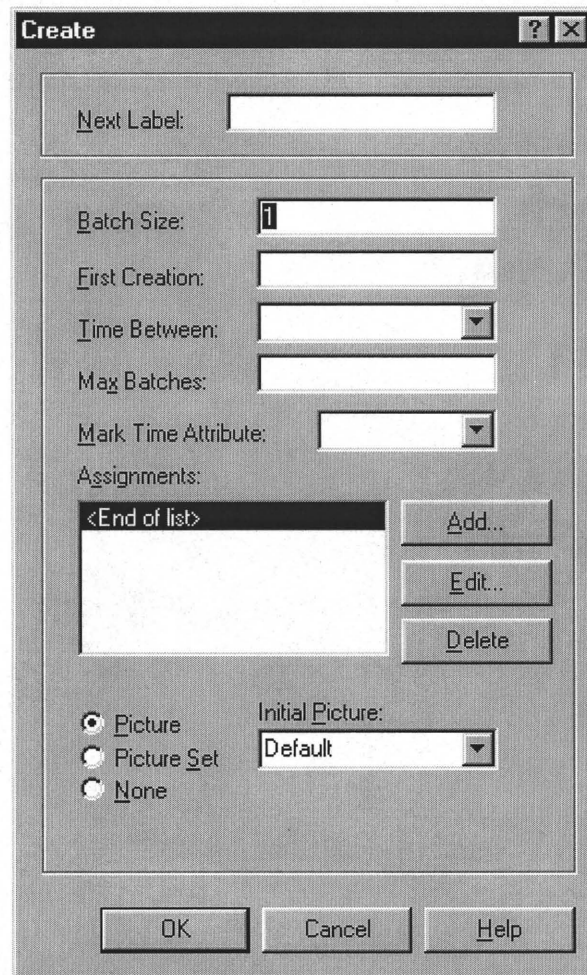 Create ? X
Next Label:
Batch Size: 1
First Creation:
Time Between:
Max Batches:
Mark Time Attribute:
Assignments:
<End of list>
Add...
Edit...
Delete
Picture
Picture Set
None
Initial Picture:
Default
OK Cancel Help